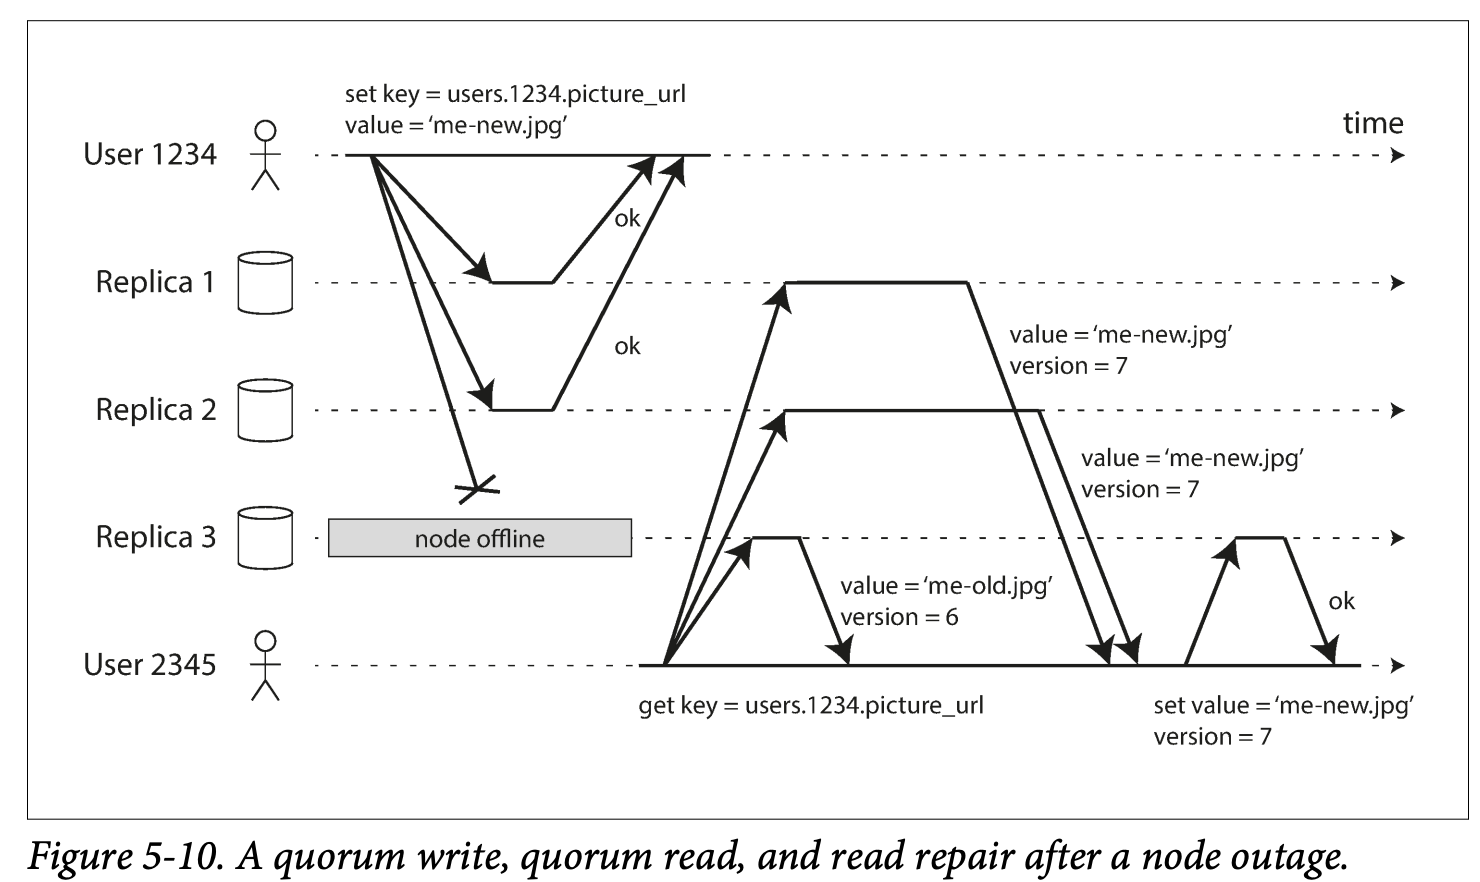 set key = users.1234.picture_url
value = ‘me-new.jpg’
time
User 1234
ok
Replica 1
value = ‘me-new.jpg’
version = 7
ok
Replica 2
value = ‘me-new.jpg’
version = 7
Replica 3
node offline
value = ‘me-old.jpg’
version = 6
ok
User 2345
get key = users.1234.picture_url
set value = ‘me-new.jpg’
version = 7
Figure 5-10. A quorum write, quorum read, and read repair after a node outage.